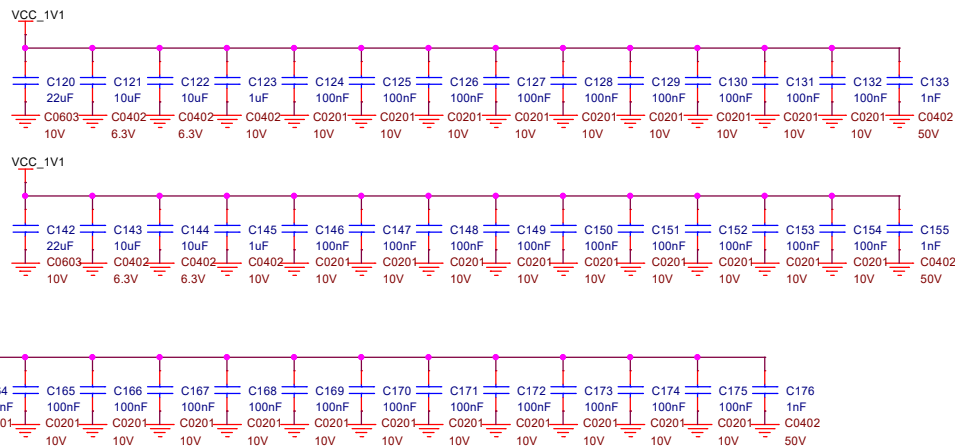 VCC_1V1
C120 C121 C122 C123 C124 C125 C126 C127 C128 C129 C130 C131 C132 C133
22uF 10uF 10uF 1uF 100nF 100nF 100nF 100nF 100nF 100nF 100nF 100nF 100nF 1nF
C0603 C0402 C0402 C0402 C0201 C0201 C0201 C0201 C0201 C0201 C0201 C0201 C0201 C0402
10V 6.3V 6.3V 10V 10V 10V 10V 10V 10V 10V 10V 10V 10V 50V
VCC_1V1
C142 C143 C144 C145 C146 C147 C148 C149 C150 C151 C152 C153 C154 C155
22uF 10uF 10uF 1uF 100nF 100nF 100nF 100nF 100nF 100nF 100nF 100nF 100nF 1nF
C0603 C0402 C0402 C0402 C0201 C0201 C0201 C0201 C0201 C0201 C0201 C0201 C0201 C0402
10V 6.3V 6.3V 10V 10V 10V 10V 10V 10V 10V 10V 10V 10V 50V
64 C165 C166 C167 C168 C169 C170 C171 C172 C173 C174 C175 C176
nF 100nF 100nF 100nF 100nF 100nF 100nF 100nF 100nF 100nF 100nF 100nF 1nF
01 C0201 C0201 C0201 C0201 C0201 C0201 C0201 C0201 C0201 C0201 C0201 C0402
10V 10V 10V 10V 10V 10V 10V 10V 10V 10V 10V 50V